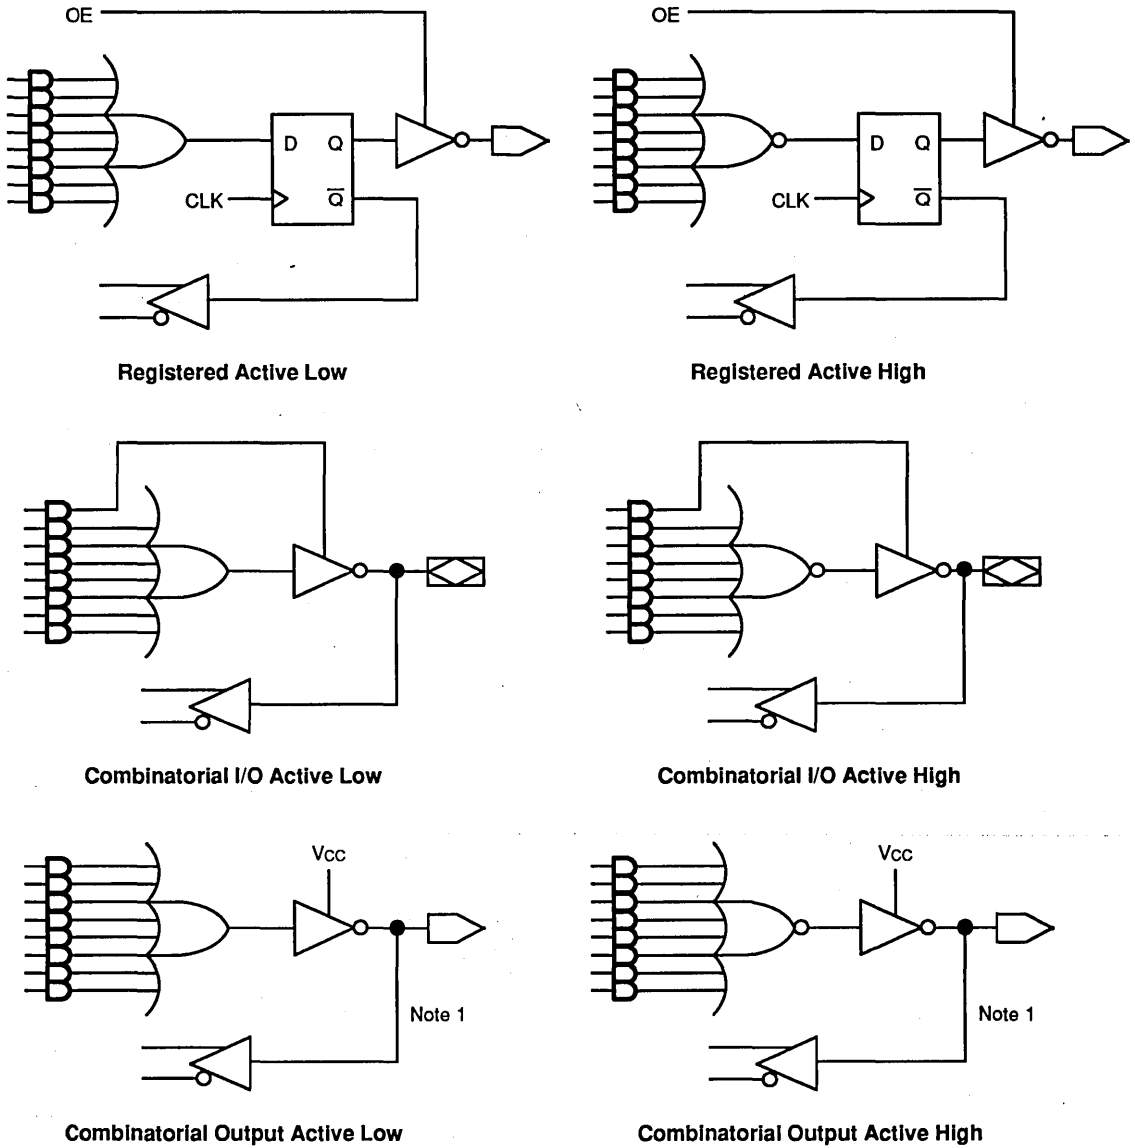 OE
OE
D Q
D Q
CLK Q̅
CLK Q̅
Registered Active Low
Registered Active High
Combinatorial I/O Active Low
Combinatorial I/O Active High
VCC
VCC
Note 1
Note 1
Combinatorial Output Active Low
Combinatorial Output Active High